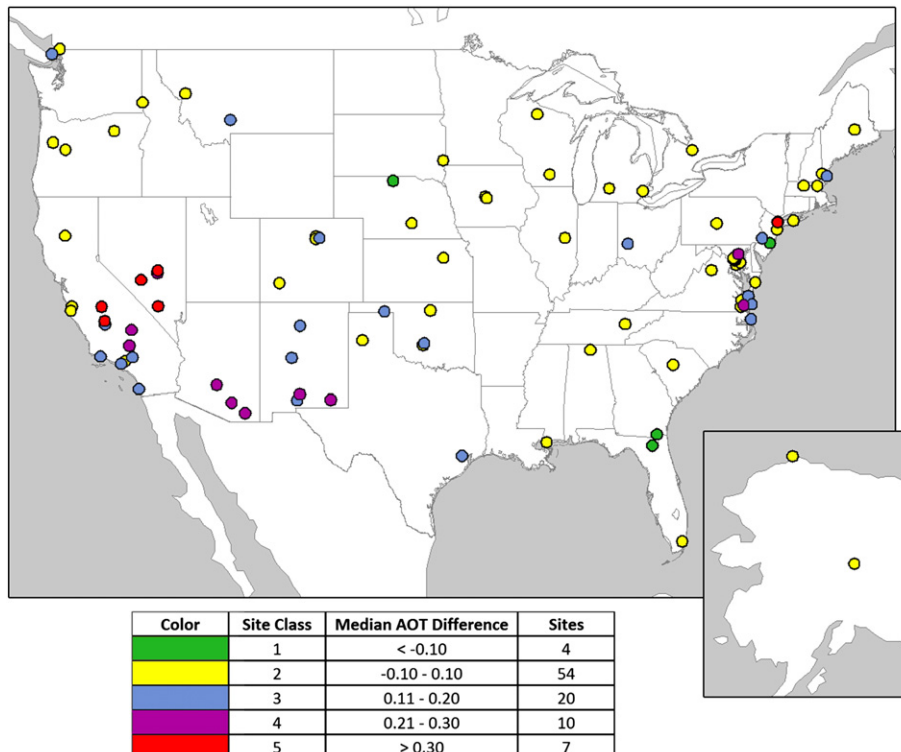 Color Site Class Median AOT Difference Sites
1 < -0.10 4
2 -0.10 - 0.10 54
3 0.11 - 0.20 20
4 0.21 - 0.30 10
5 > 0.30 7